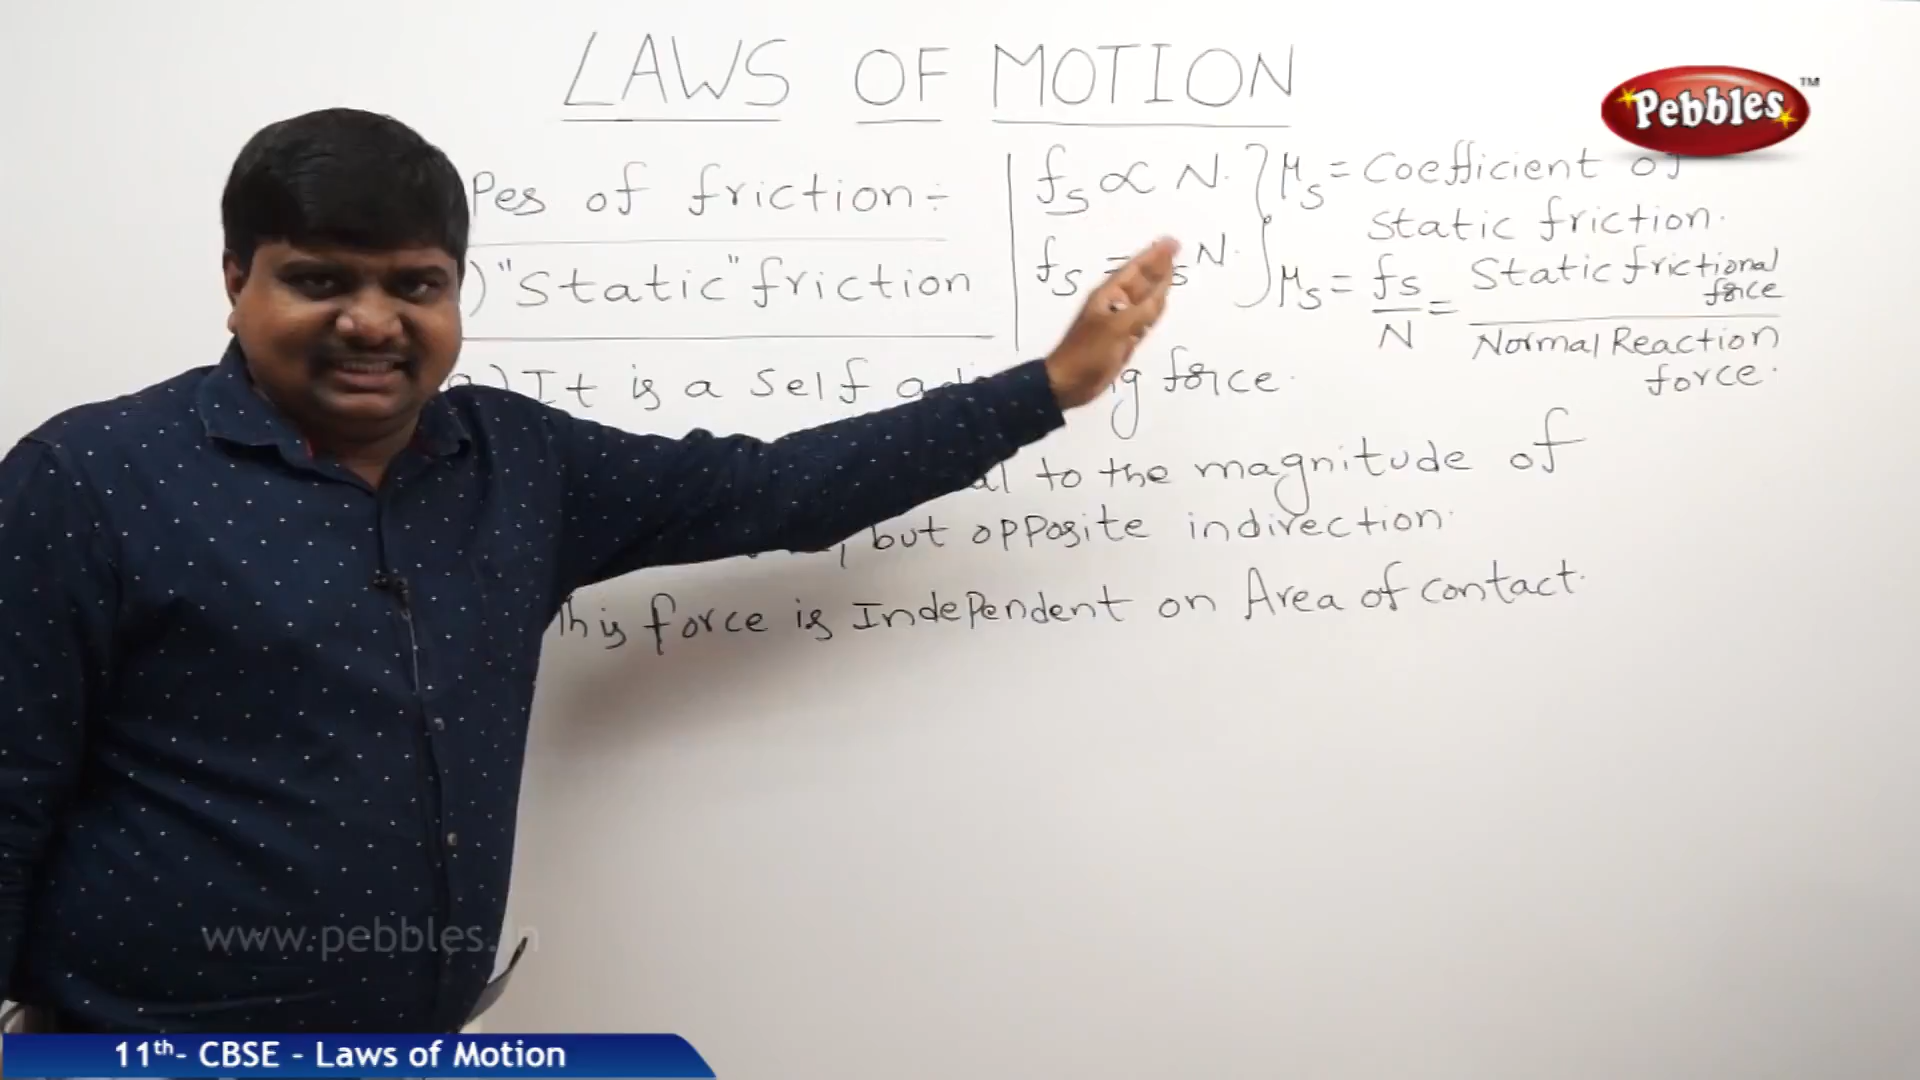 LAWS OF MOTION
Pebbles™
Pes of friction:-
) "Static" friction
fs ∝ N.
fs = N.
μs = Coefficient of
Static friction.
μs = fs/N = Static frictional force / Normal Reaction force.
a) It is a Self force.
to the magnitude of
, but opposite indirection.
This force is Independent on Area of contact.
www.pebbles.in
11th- CBSE - Laws of Motion